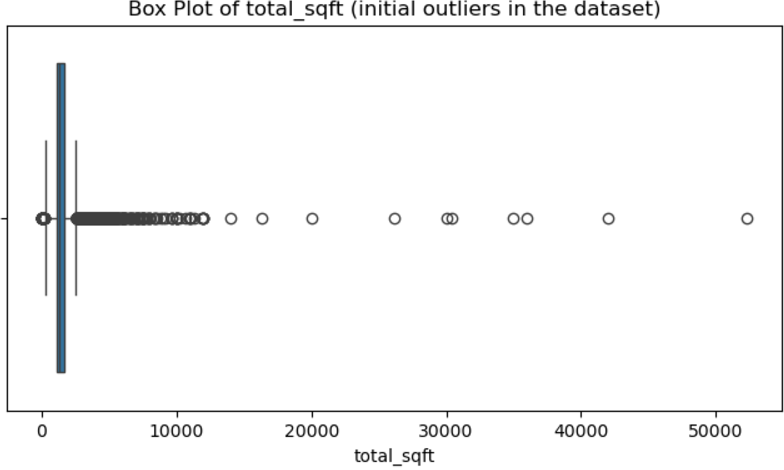 Box Plot of total_sqft (initial outliers in the dataset)
0 10000 20000 30000 40000 50000
total_sqft